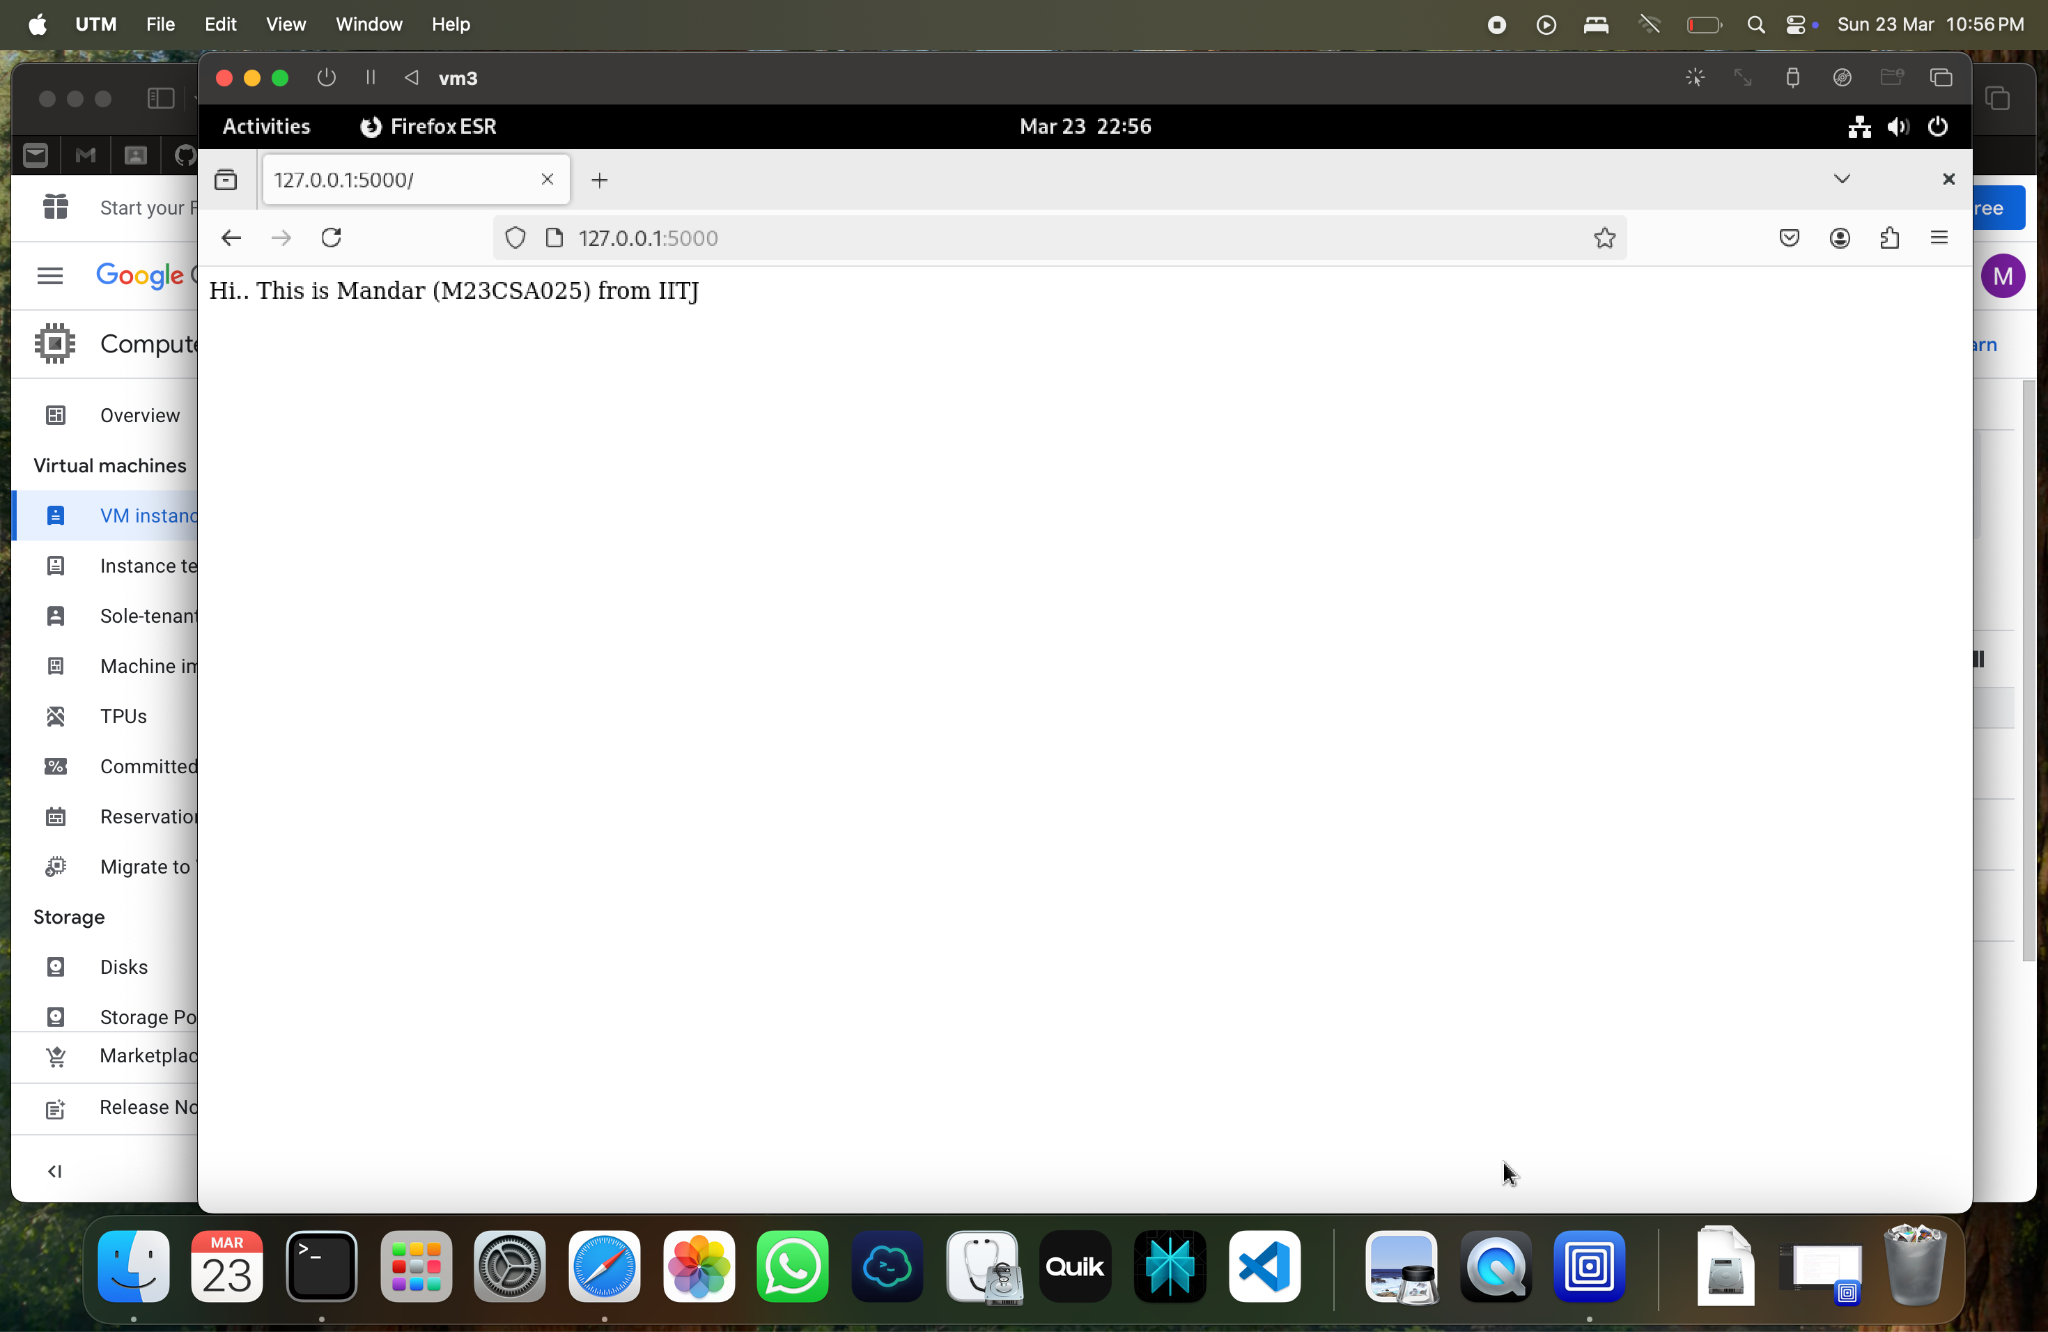 UTM File Edit View Window Help
Sun 23 Mar 10:56 PM
vm3
Activities Firefox ESR Mar 23 22:56
127.0.0.1:5000/
127.0.0.1:5000
Hi.. This is Mandar (M23CSA025) from IITJ
Start your
Google
Compute
Overview
Virtual machines
VM instanc
Instance te
Sole-tenant
Machine im
TPUs
Committed
Reservation
Migrate to
Storage
Disks
Storage Po
Marketplac
Release No
ree
M
arn
MAR
23
>_
Quik